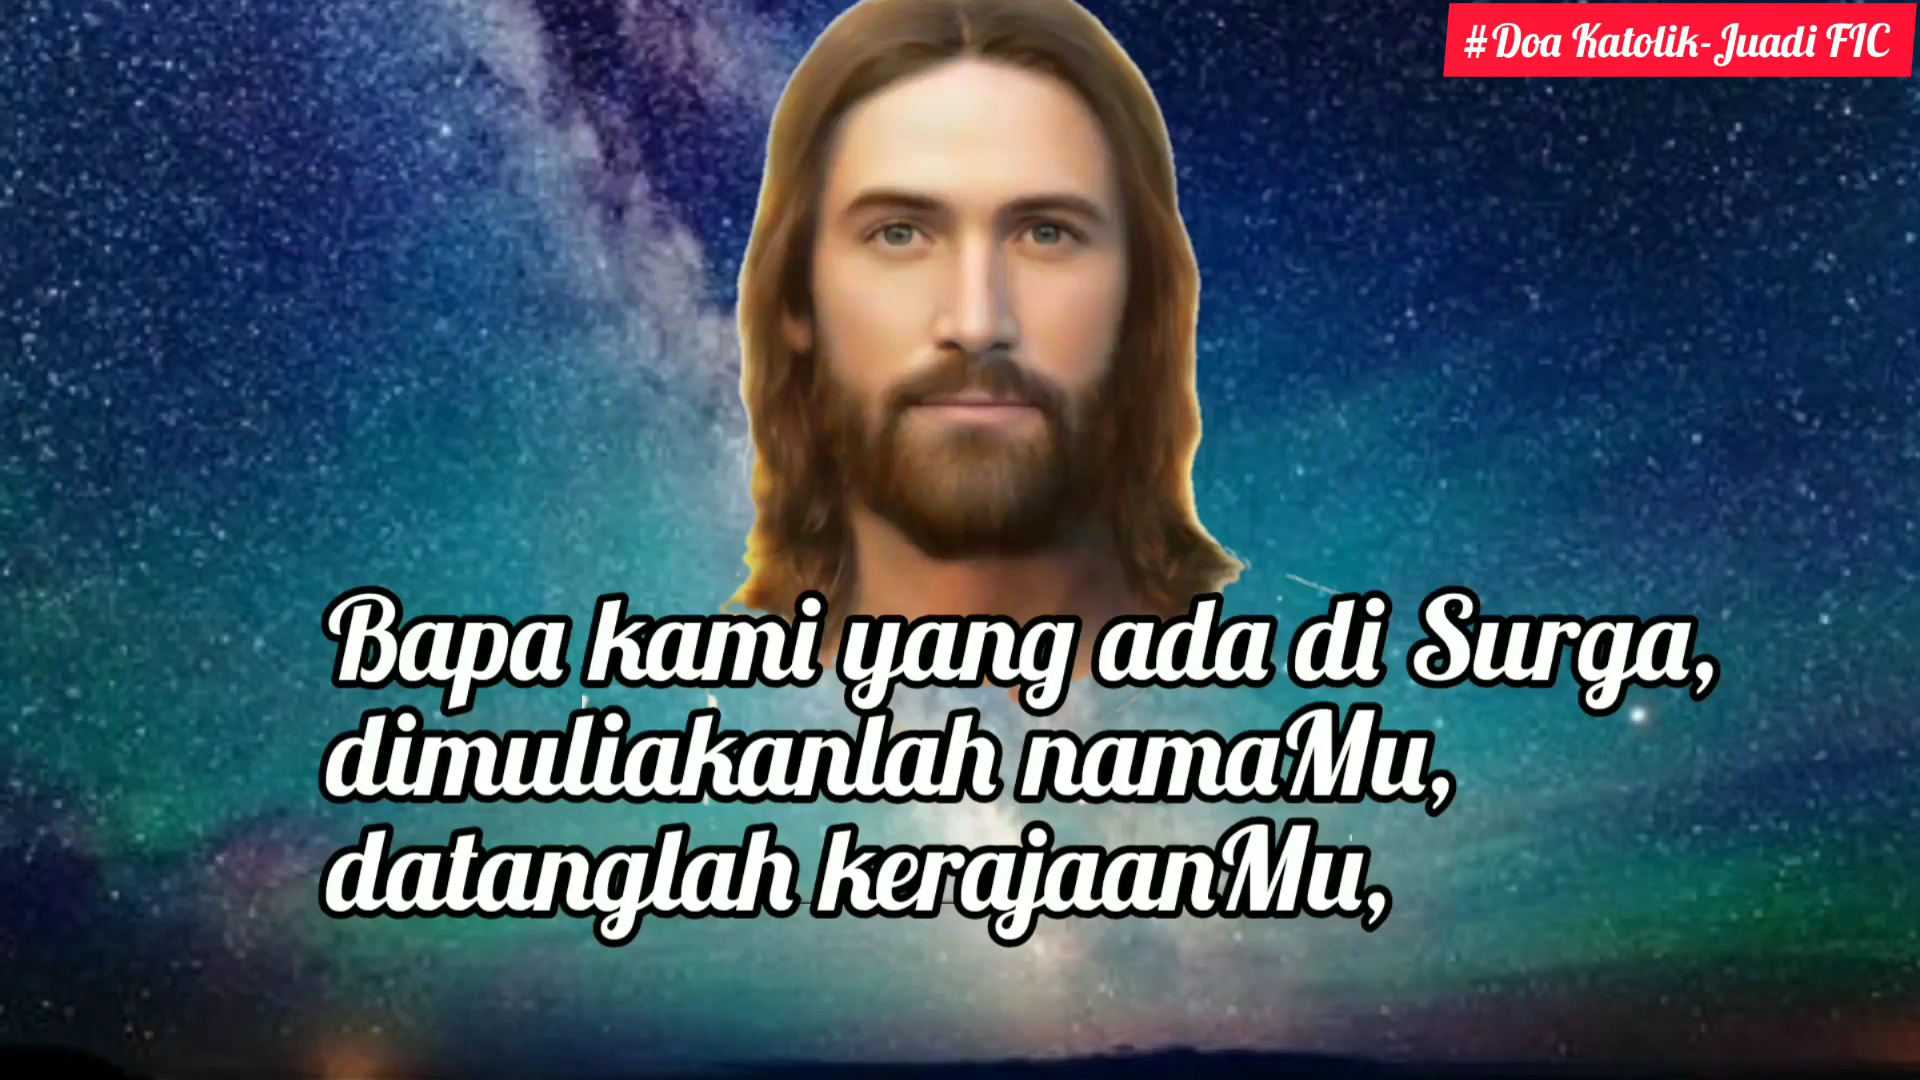 #Doa Katolik-Juadi FIC
Bapa kami yang ada di Surga,
dimuliakanlah namaMu,
datanglah kerajaanMu,